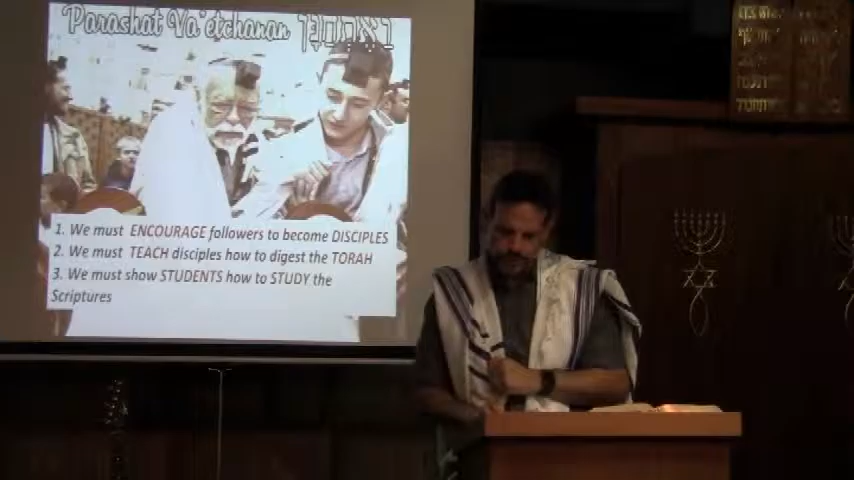 Parashat Va'etchanan וָאֶתְחַנַּן
1. We must ENCOURAGE followers to become DISCIPLES
2. We must TEACH disciples how to digest the TORAH
3. We must show STUDENTS how to STUDY the
Scriptures